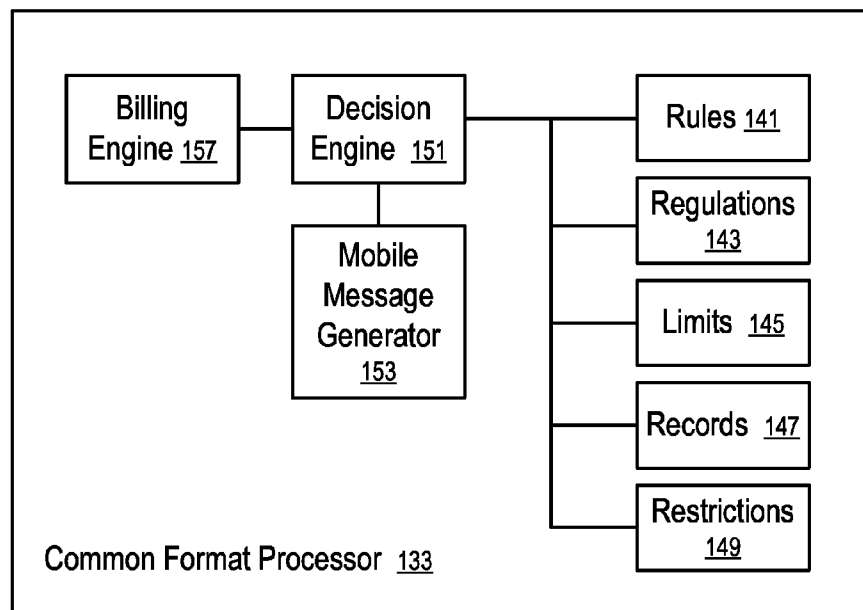 Billing
Engine 157
Decision
Engine 151
Mobile
Message
Generator
153
Rules 141
Regulations
143
Limits 145
Records 147
Restrictions
149
Common Format Processor 133